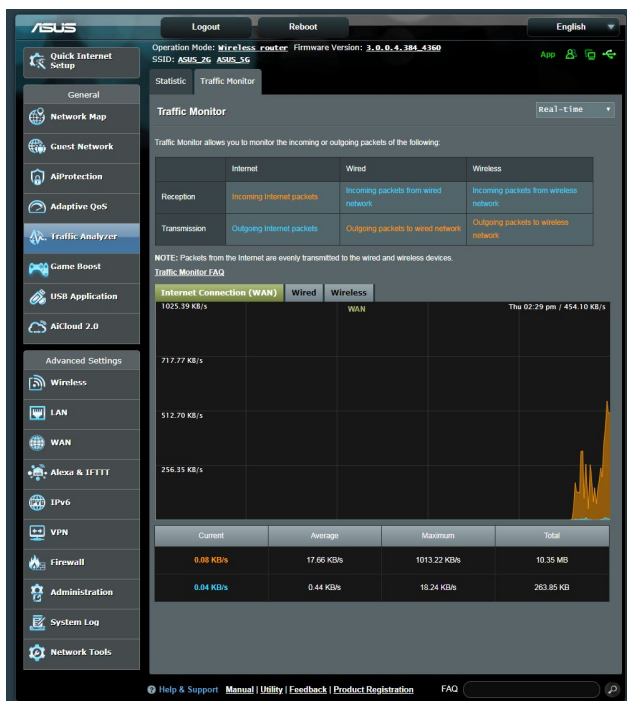 ASUS
Logout
Reboot
English
Operation Mode: Wireless router Firmware Version: 3.0.0.4.384_4360
SSID: ASUS_2G ASUS_5G
App
Quick Internet
Setup
General
Network Map
Guest Network
AiProtection
Adaptive QoS
Traffic Analyzer
Game Boost
USB Application
AiCloud 2.0
Advanced Settings
Wireless
LAN
WAN
Alexa & IFTTT
IPv6
VPN
Firewall
Administration
System Log
Network Tools
Statistic Traffic Monitor
Traffic Monitor
Real-time
Traffic Monitor allows you to monitor the incoming or outgoing packets of the following:
Internet Wired Wireless
Reception
Incoming Internet packets
Incoming packets from wired
network
Incoming packets from wireless
network
Transmission
Outgoing Internet packets
Outgoing packets to wired network
Outgoing packets to wireless
network
NOTE: Packets from the Internet are evenly transmitted to the wired and wireless devices.
Traffic Monitor FAQ
Internet Connection (WAN) Wired Wireless
1025.39 KB/s
WAN
Thu 02:29 pm / 454.10 KB/s
717.77 KB/s
512.70 KB/s
256.35 KB/s
Current Average Maximum Total
0.08 KB/s 17.66 KB/s 1013.22 KB/s 10.35 MB
0.04 KB/s 0.44 KB/s 18.24 KB/s 263.85 KB
Help & Support Manual | Utility | Feedback | Product Registration FAQ